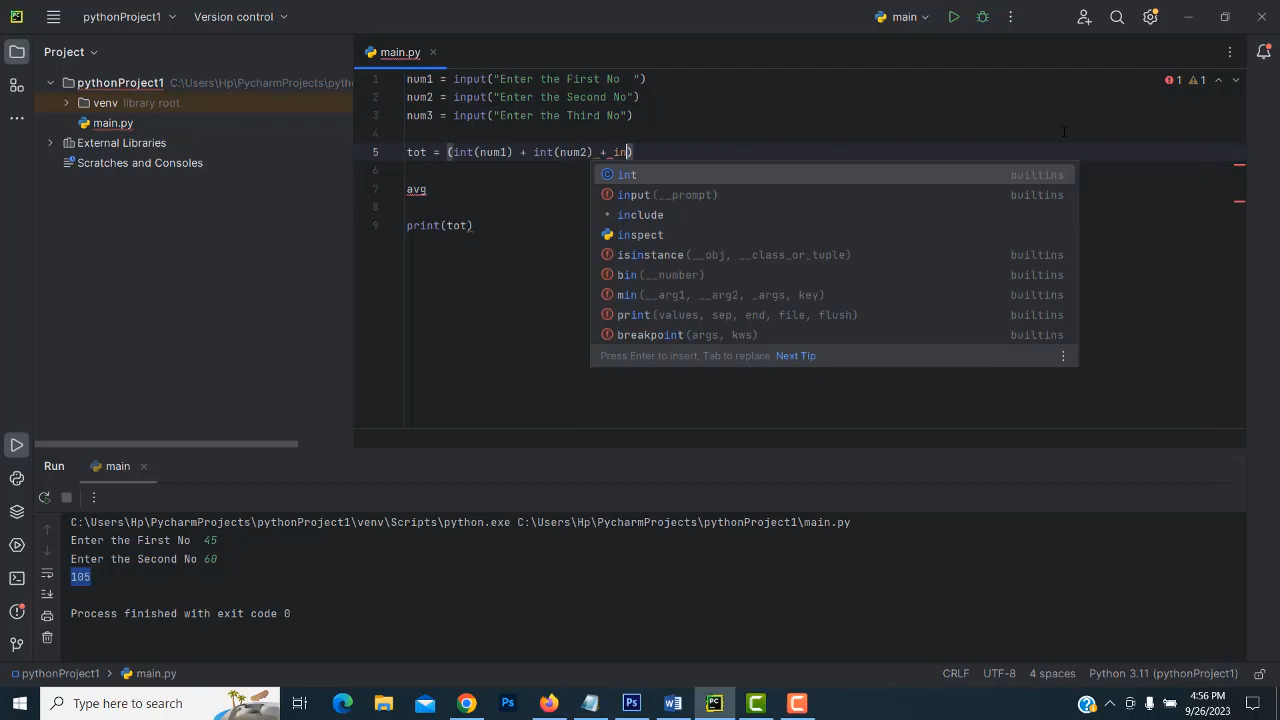 pythonProject1
Version control
main
Project
main.py
pythonProject1 C:\Users\Hp\PycharmProjects\pythc
venv library root
main.py
External Libraries
Scratches and Consoles
1 num1 = input("Enter the First No  ")
2 num2 = input("Enter the Second No")
3 num3 = input("Enter the Third No")
4
5 tot = (int(num1) + int(num2) + in)
6
7 avg
8
9 print(tot)
1 1
int builtins
input(__prompt) builtins
include
inspect
isinstance(__obj, __class_or_tuple) builtins
bin(__number) builtins
min(__arg1, __arg2, _args, key) builtins
print(values, sep, end, file, flush) builtins
breakpoint(args, kws) builtins
Press Enter to insert, Tab to replace Next Tip
Run main
C:\Users\Hp\PycharmProjects\pythonProject1\venv\Scripts\python.exe C:\Users\Hp\PycharmProjects\pythonProject1\main.py
Enter the First No  45
Enter the Second No 60
105
Process finished with exit code 0
pythonProject1 main.py
CRLF UTF-8 4 spaces Python 3.11 (pythonProject1)
Type here to search
4:56 PM
9/26/2023